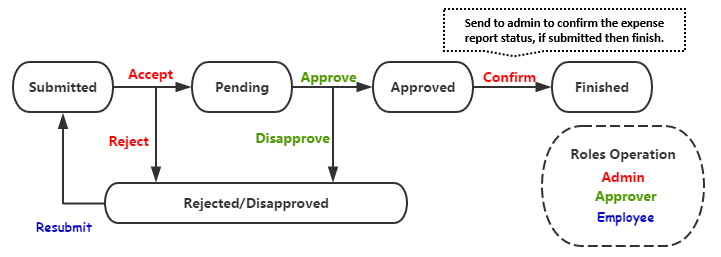 Send to admin to confirm the expense
report status, if submitted then finish.
Submitted
Accept
Pending
Approve
Approved
Confirm
Finished
Reject
Disapprove
Rejected/Disapproved
Resubmit
Roles Operation
Admin
Approver
Employee